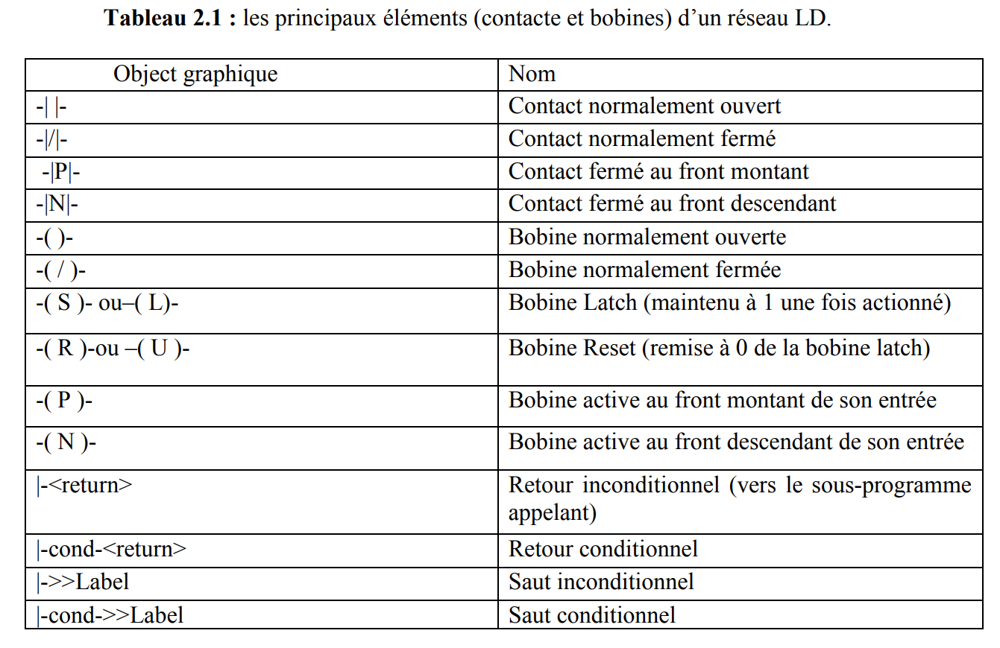 Tableau 2.1 : les principaux éléments (contacte et bobines) d’un réseau LD.
Object graphique Nom
-| |- Contact normalement ouvert
-|/|- Contact normalement fermé
-|P|- Contact fermé au front montant
-|N|- Contact fermé au front descendant
-( )- Bobine normalement ouverte
-( / )- Bobine normalement fermée
-( S )- ou–( L)- Bobine Latch (maintenu à 1 une fois actionné)
-( R )-ou –( U )- Bobine Reset (remise à 0 de la bobine latch)
-( P )- Bobine active au front montant de son entrée
-( N )- Bobine active au front descendant de son entrée
|-<return> Retour inconditionnel (vers le sous-programme
appelant)
|-cond-<return> Retour conditionnel
|->>Label Saut inconditionnel
|-cond->>Label Saut conditionnel